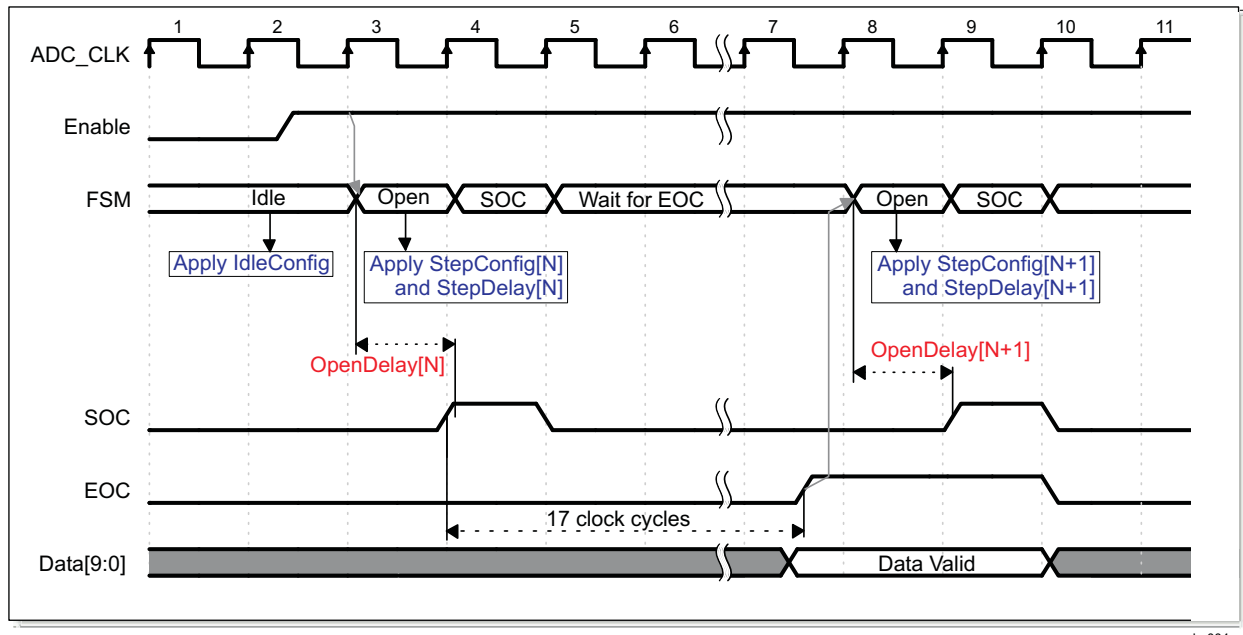 1 2 3 4 5 6 7 8 9 10 11
ADC_CLK
Enable
FSM
Idle Open SOC Wait for EOC Open SOC
Apply IdleConfig
Apply StepConfig[N]
and StepDelay[N]
Apply StepConfig[N+1]
and StepDelay[N+1]
OpenDelay[N]
OpenDelay[N+1]
SOC
EOC
17 clock cycles
Data[9:0]
Data Valid